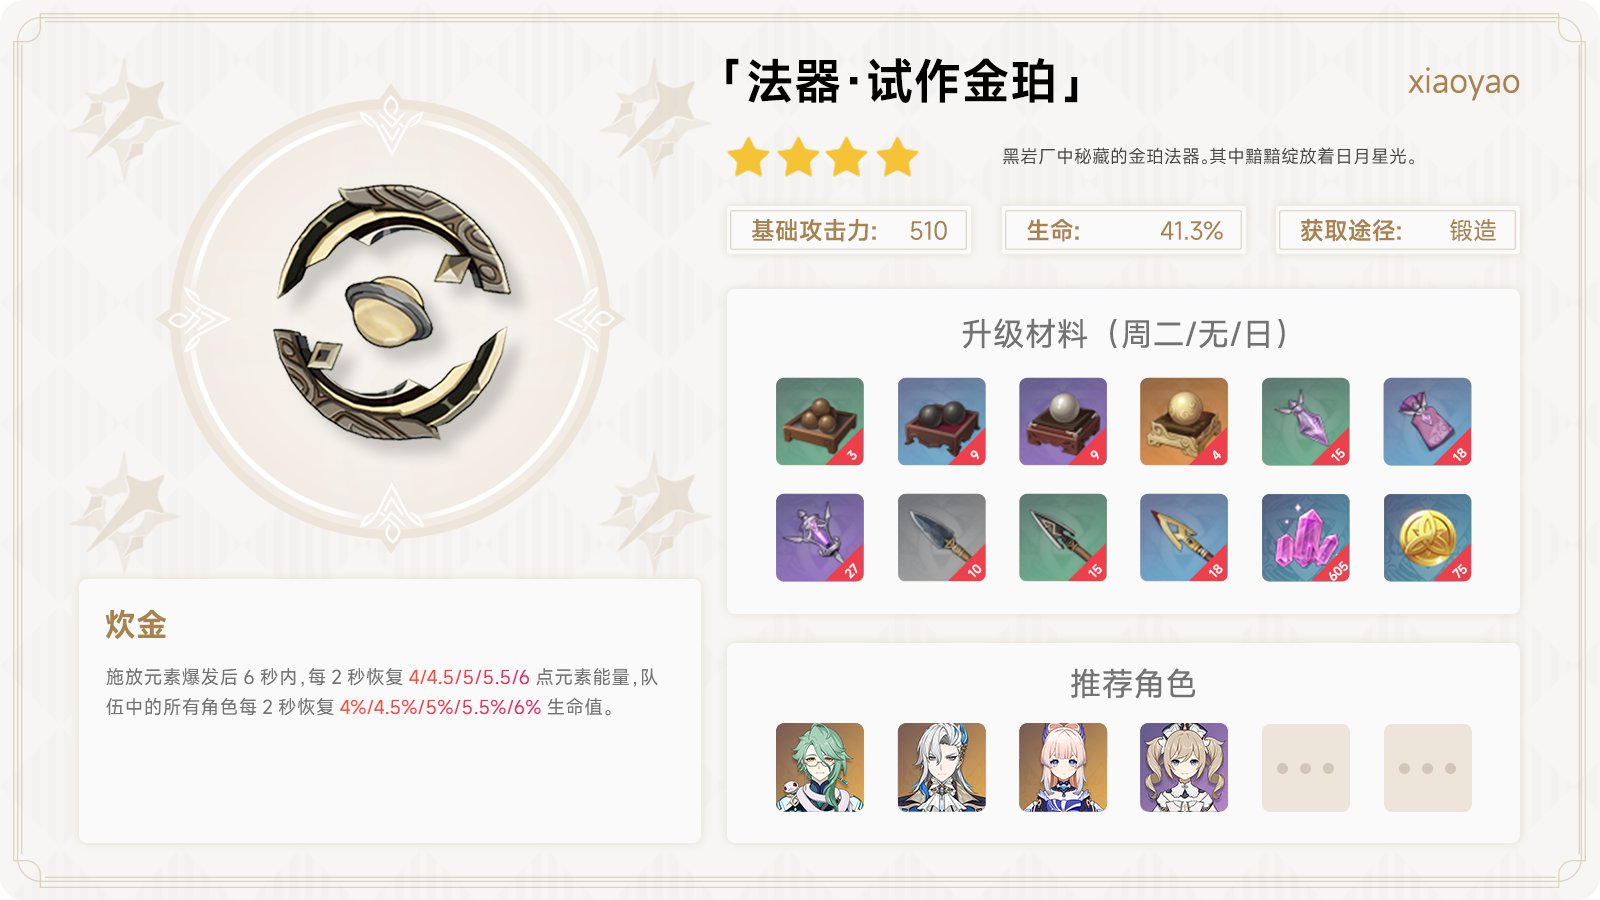 「法器·试作金珀」
xiaoyao
黑岩厂中秘藏的金珀法器。其中黯黯绽放着日月星光。
基础攻击力: 510
生命: 41.3%
获取途径: 锻造
升级材料（周二/无/日）
3 9 9 4 15 18
27 10 15 18 605 75
炊金
施放元素爆发后 6 秒内,每 2 秒恢复 4/4.5/5/5.5/6 点元素能量,队
伍中的所有角色每 2 秒恢复 4%/4.5%/5%/5.5%/6% 生命值。
推荐角色